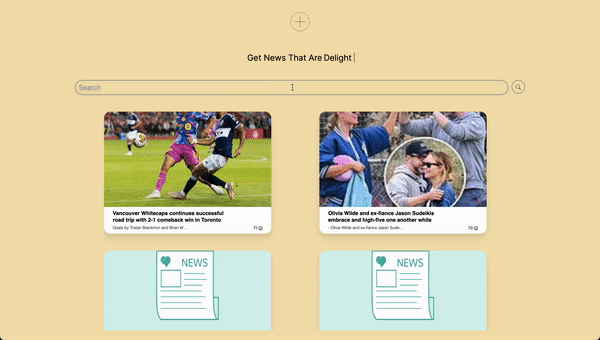 Get News That Are Delight
Search
Vancouver Whitecaps continues successful
road trip with 2-1 comeback win in Toronto
Goals by Tristan Blackmon and Brian W...
71
Olivia Wilde and ex-fiance Jason Sudeikis
embrace and high-five one another while
- Olivia Wilde and ex-fiance Jason Sude...
70
NEWS
NEWS